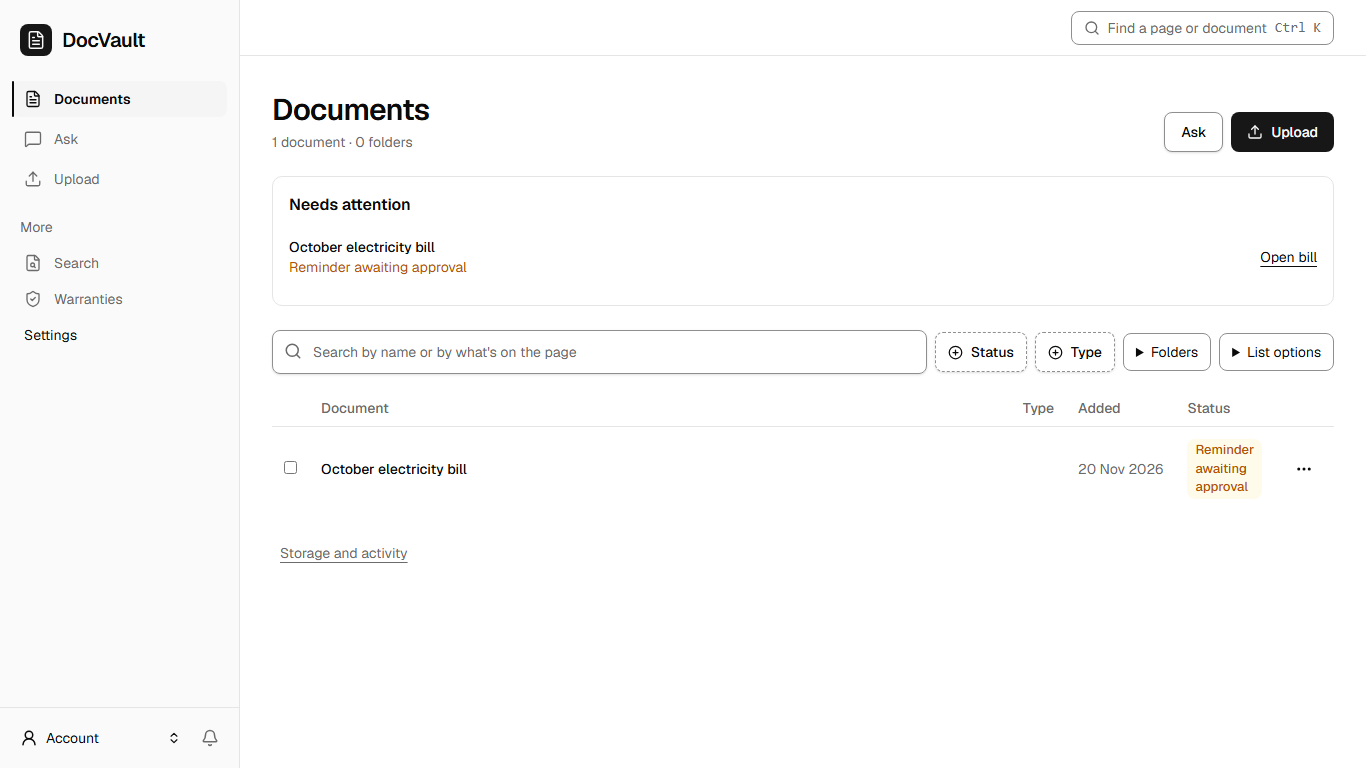 DocVault
Find a page or document Ctrl K
Documents
Ask
Upload
More
Search
Warranties
Settings
Account
Documents
1 document · 0 folders
Ask
Upload
Needs attention
October electricity bill
Reminder awaiting approval
Open bill
Search by name or by what's on the page
Status
Type
Folders
List options
Document Type Added Status
October electricity bill 20 Nov 2026
Reminder
awaiting
approval
Storage and activity